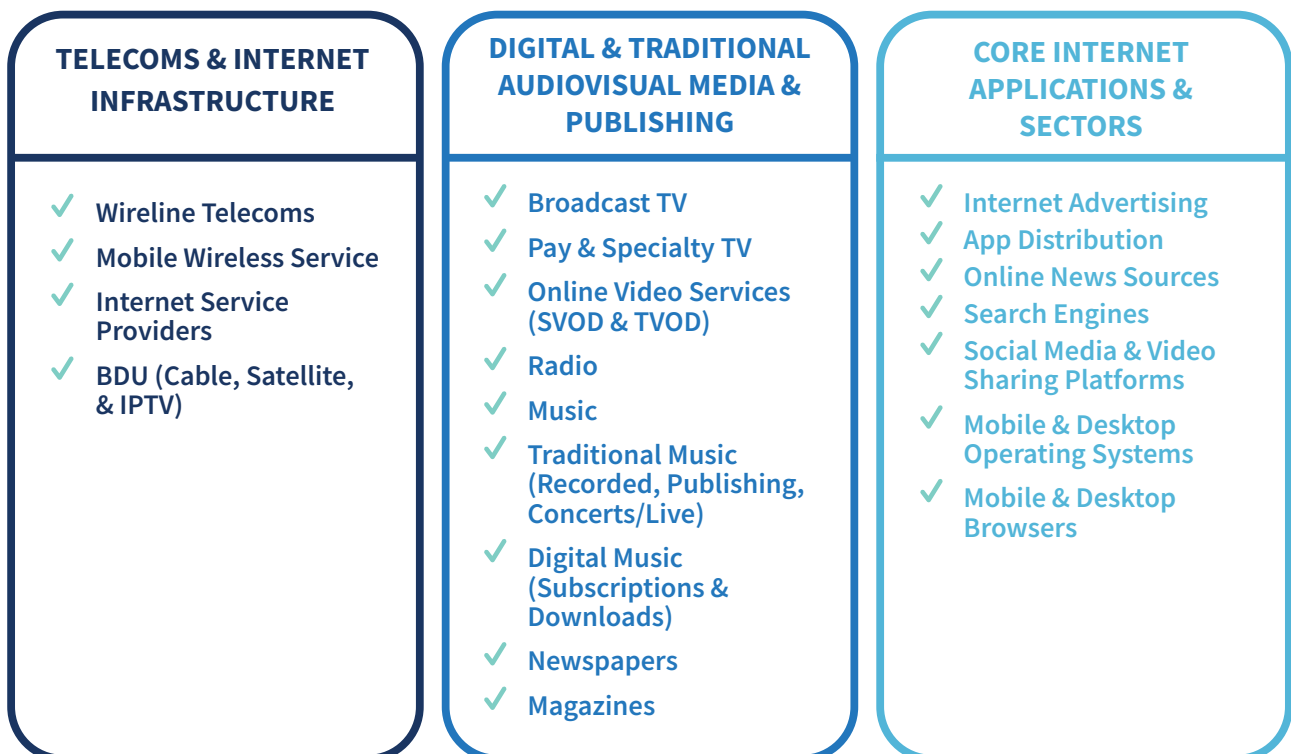 TELECOMS & INTERNET
INFRASTRUCTURE
Wireline Telecoms
Mobile Wireless Service
Internet Service
Providers
BDU (Cable, Satellite,
& IPTV)
DIGITAL & TRADITIONAL
AUDIOVISUAL MEDIA &
PUBLISHING
Broadcast TV
Pay & Specialty TV
Online Video Services
(SVOD & TVOD)
Radio
Music
Traditional Music
(Recorded, Publishing,
Concerts/Live)
Digital Music
(Subscriptions &
Downloads)
Newspapers
Magazines
CORE INTERNET
APPLICATIONS &
SECTORS
Internet Advertising
App Distribution
Online News Sources
Search Engines
Social Media & Video
Sharing Platforms
Mobile & Desktop
Operating Systems
Mobile & Desktop
Browsers